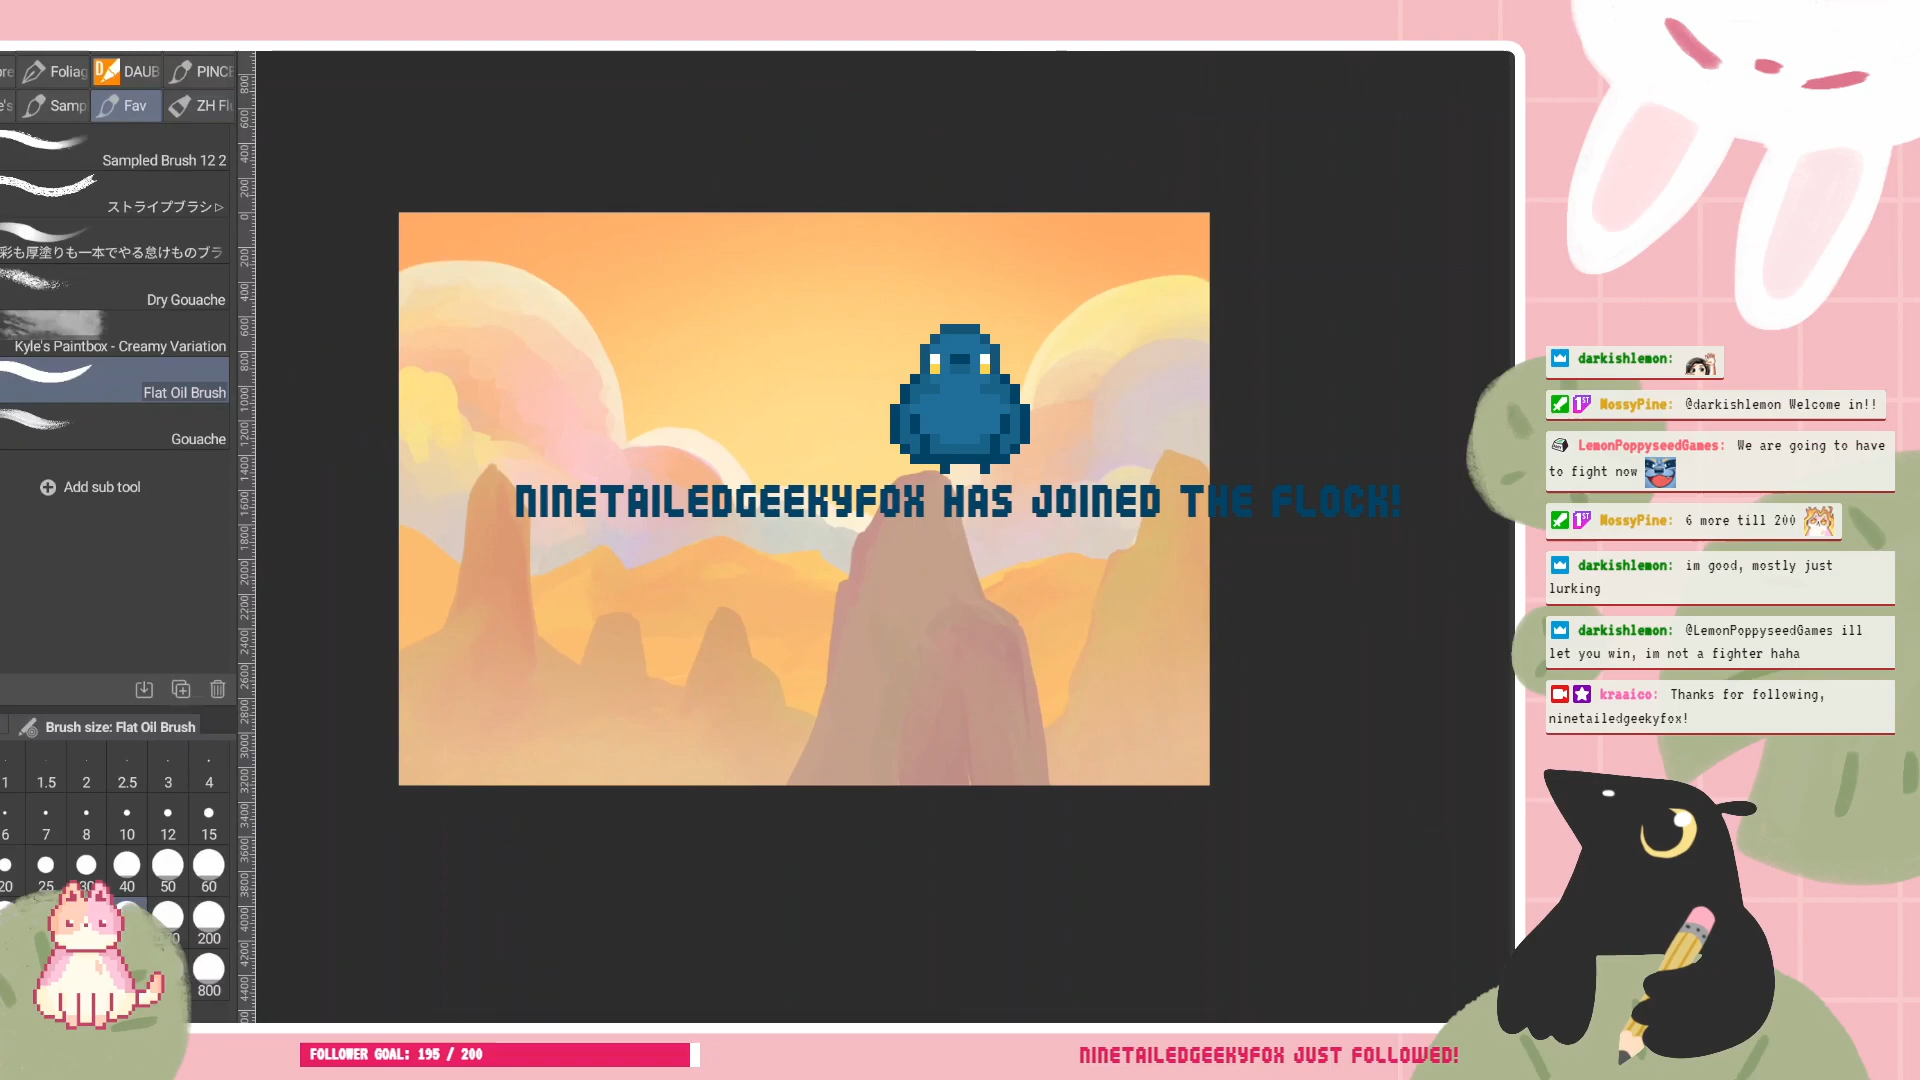 Foliag
DAUB
PINCE
Samp
Fav
ZH Fl
Sampled Brush 12 2
ストライプブラシ
彩も厚塗りも一本でやる怠けものブラ
Dry Gouache
Kyle's Paintbox - Creamy Variation
Flat Oil Brush
Gouache
Add sub tool
Brush size: Flat Oil Brush
1 1.5 2 2.5 3 4
6 7 8 10 12 15
20 25 30 40 50 60
200
800
NINETAILEDGEEKYFOX HAS JOINED THE FLOCK!
darkishlemon:
MossyPine: @darkishlemon Welcome in!!
LemonPoppyseedGames: We are going to have
to fight now
MossyPine: 6 more till 200
darkishlemon: im good, mostly just
lurking
darkishlemon: @LemonPoppyseedGames ill
let you win, im not a fighter haha
kraaico: Thanks for following,
ninetailedgeekyfox!
FOLLOWER GOAL: 195 / 200
NINETAILEDGEEKYFOX JUST FOLLOWED!